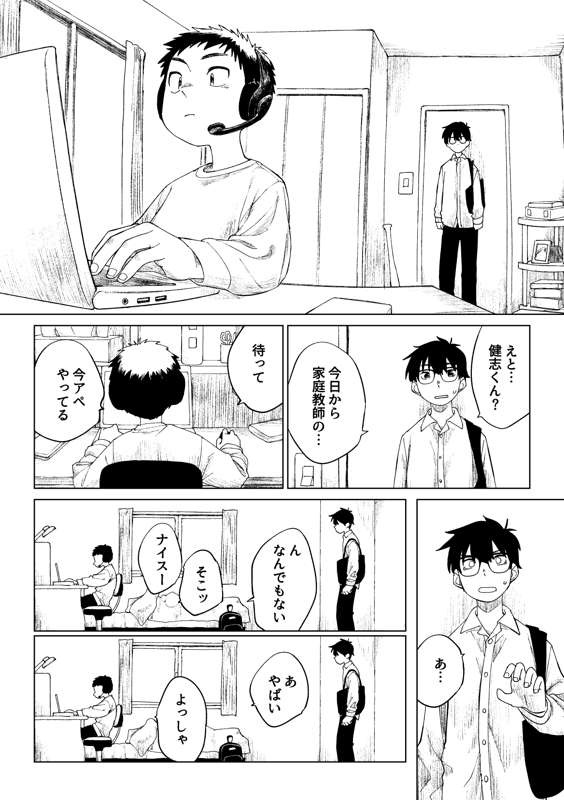 えと…
健志くん？
今日から
家庭教師の…
待って
今アペ
やってる
あ…
ん
なんでもない
そこッ
ナイスー
あ
やばい
よっしゃ